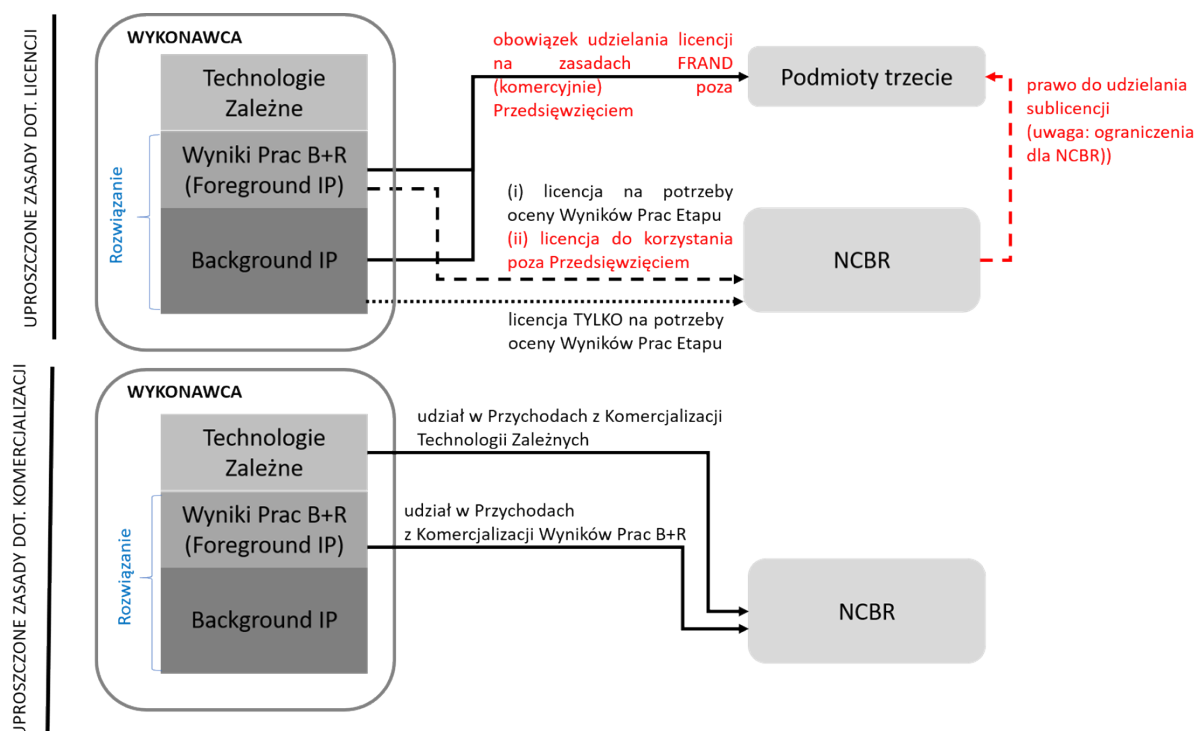 UPROSZCZONE ZASADY DOT. LICENCJI
WYKONAWCA
Technologie
Zależne
Wyniki Prac B+R
(Foreground IP)
Background IP
Rozwiązanie
obowiązek udzielania licencji
na zasadach FRAND
(komercyjnie) poza
Przedsięwzięciem
Podmioty trzecie
prawo do udzielania
sublicencji
(uwaga: ograniczenia
dla NCBR))
(i) licencja na potrzeby
oceny Wyników Prac Etapu
(ii) licencja do korzystania
poza Przedsięwzięciem
NCBR
licencja TYLKO na potrzeby
oceny Wyników Prac Etapu
UPROSZCZONE ZASADY DOT. KOMERCJALIZACJI
WYKONAWCA
Technologie
Zależne
Wyniki Prac B+R
(Foreground IP)
Background IP
Rozwiązanie
udział w Przychodach z Komercjalizacji
Technologii Zależnych
udział w Przychodach
z Komercjalizacji Wyników Prac B+R
NCBR